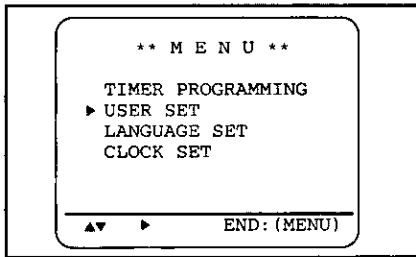 ** M E N U **
TIMER PROGRAMMING
▶ USER SET
LANGUAGE SET
CLOCK SET
▲▼ ▶ END:(MENU)